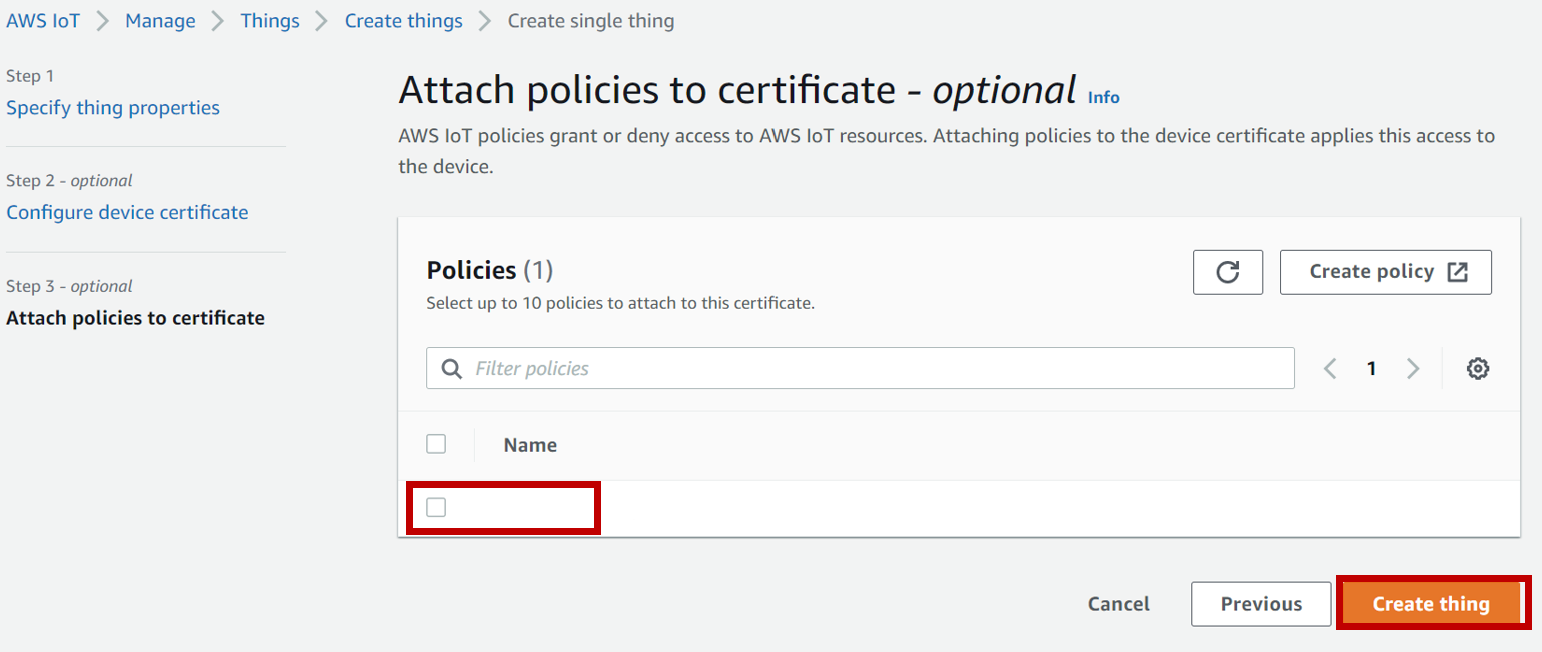 AWS IoT > Manage > Things > Create things > Create single thing
Step 1
Specify thing properties
Step 2 - optional
Configure device certificate
Step 3 - optional
Attach policies to certificate
Attach policies to certificate - optional Info
AWS IoT policies grant or deny access to AWS IoT resources. Attaching policies to the device certificate applies this access to
the device.
Policies (1)
Select up to 10 policies to attach to this certificate.
Create policy
Filter policies
1
Name
Cancel
Previous
Create thing